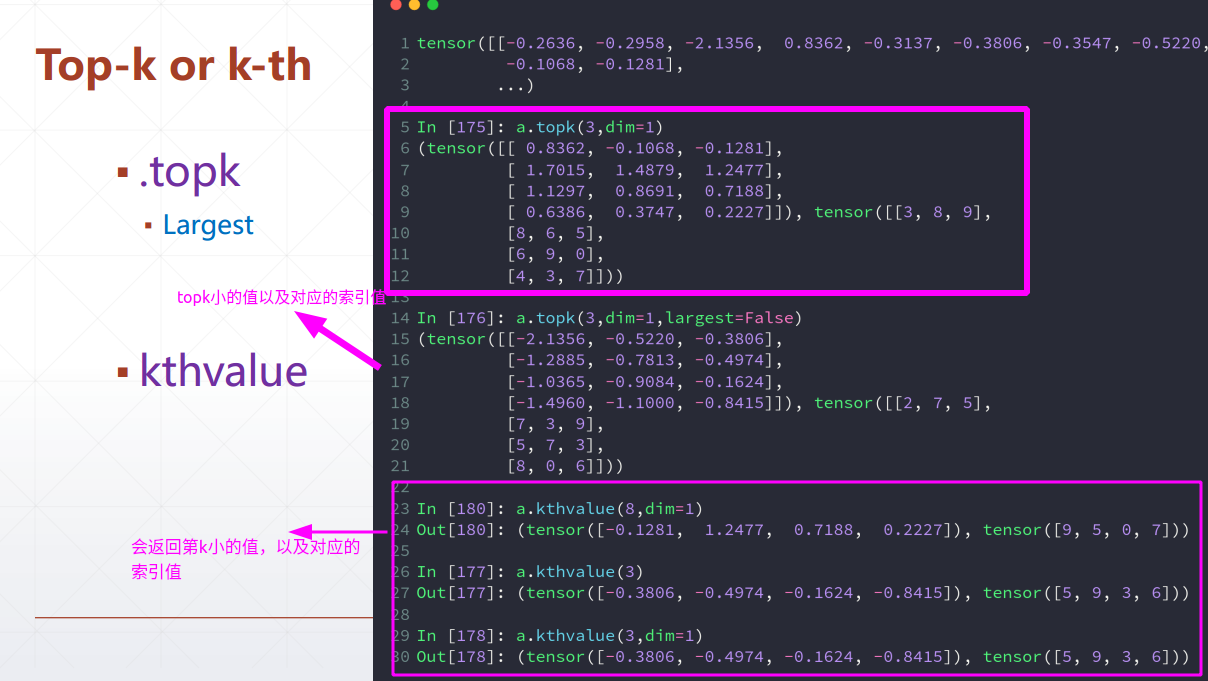 Top-k or k-th
.topk
Largest
topk小的值以及对应的索引值
kthvalue
会返回第k小的值，以及对应的
索引值
1 tensor([[-0.2636, -0.2958, -2.1356,  0.8362, -0.3137, -0.3806, -0.3547, -0.5220,
2         -0.1068, -0.1281],
3        ...)
4
5 In [175]: a.topk(3,dim=1)
6 (tensor([[ 0.8362, -0.1068, -0.1281],
7         [ 1.7015,  1.4879,  1.2477],
8         [ 1.1297,  0.8691,  0.7188],
9         [ 0.6386,  0.3747,  0.2227]]), tensor([[3, 8, 9],
10         [8, 6, 5],
11         [6, 9, 0],
12         [4, 3, 7]]))
13
14 In [176]: a.topk(3,dim=1,largest=False)
15 (tensor([[-2.1356, -0.5220, -0.3806],
16         [-1.2885, -0.7813, -0.4974],
17         [-1.0365, -0.9084, -0.1624],
18         [-1.4960, -1.1000, -0.8415]]), tensor([[2, 7, 5],
19         [7, 3, 9],
20         [5, 7, 3],
21         [8, 0, 6]]))
22
23 In [180]: a.kthvalue(8,dim=1)
24 Out[180]: (tensor([-0.1281,  1.2477,  0.7188,  0.2227]), tensor([9, 5, 0, 7]))
25
26 In [177]: a.kthvalue(3)
27 Out[177]: (tensor([-0.3806, -0.4974, -0.1624, -0.8415]), tensor([5, 9, 3, 6]))
28
29 In [178]: a.kthvalue(3,dim=1)
30 Out[178]: (tensor([-0.3806, -0.4974, -0.1624, -0.8415]), tensor([5, 9, 3, 6]))